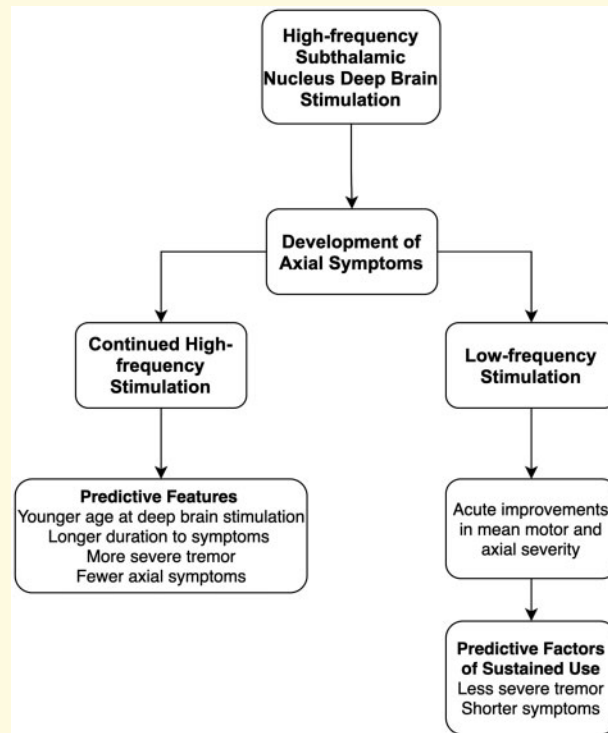 High-frequency
Subthalamic
Nucleus Deep Brain
Stimulation
Development of
Axial Symptoms
Continued High-
frequency
Stimulation
Low-frequency
Stimulation
Predictive Features
Younger age at deep brain stimulation
Longer duration to symptoms
More severe tremor
Fewer axial symptoms
Acute improvements
in mean motor and
axial severity
Predictive Factors
of Sustained Use
Less severe tremor
Shorter symptoms